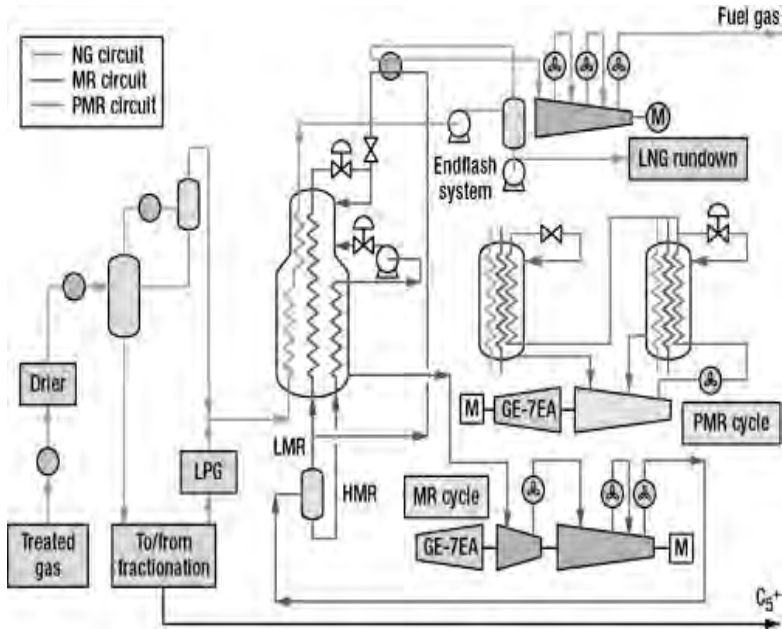 Fuel gas
NG circuit
MR circuit
PMR circuit
M
Endflash
system
LNG rundown
Drier
M
GE-7EA
PMR cycle
LMR
LPG
HMR
MR cycle
Treated
gas
To/from
fractionation
GE-7EA
M
C5+